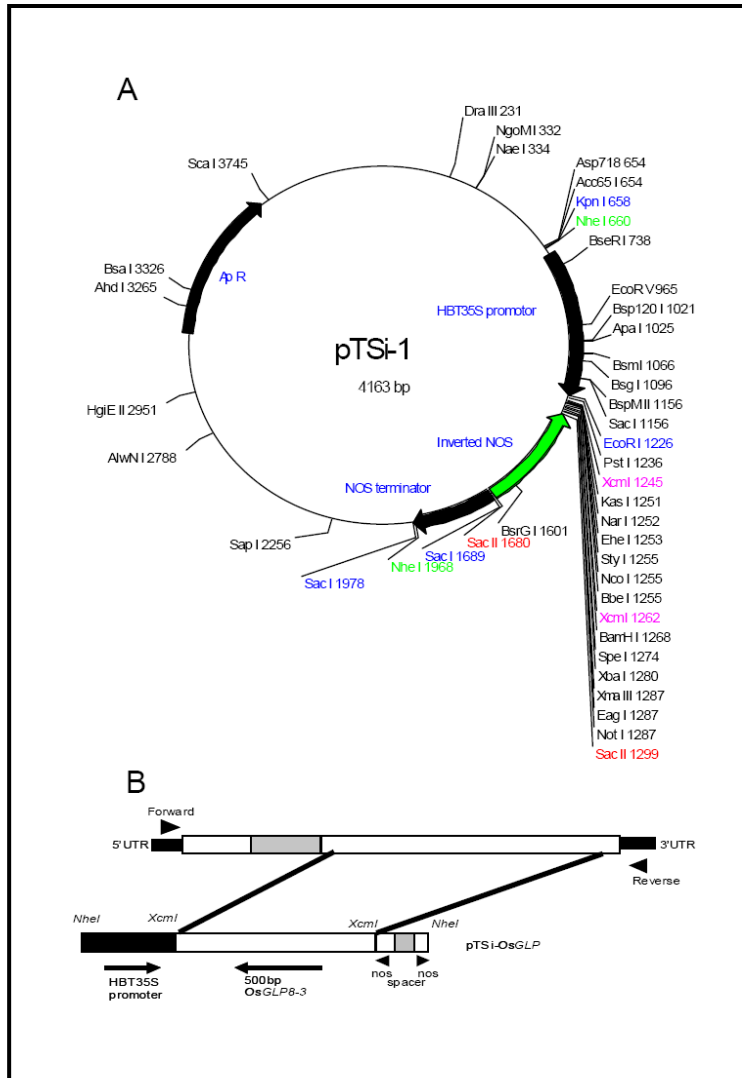 A
Dra III 231
NgoM I 332
Nae I 334
Sca I 3745
Asp718 654
Acc65 I 654
Kpn I 658
Nhe I 660
BseR I 738
Bsa I 3326
Ahd I 3265
Ap R
HBT35S promotor
EcoR V 965
Bsp120 I 1021
Apa I 1025
pTSi-1
4163 bp
Bsm I 1066
Bsg I 1096
BspM II 1156
Sac I 1156
HgiE II 2951
AlwN I 2788
Inverted NOS
NOS terminator
EcoR I 1226
Pst I 1236
Xcm I 1245
Kas I 1251
Nar I 1252
Ehe I 1253
Sty I 1255
Nco I 1255
Bbe I 1255
Xcm I 1262
BamH I 1268
Spe I 1274
Xba I 1280
Xma III 1287
Eag I 1287
Not I 1287
Sac II 1299
BsrG I 1601
Sac II 1680
Sac I 1689
Nhe I 1968
Sac I 1978
Sap I 2256
B
Forward
5' UTR
3'UTR
Reverse
NheI
XcmI
XcmI
NheI
pTSi-OsGLP
HBT35S
promoter
500bp
OsGLP8-3
nos
nos
spacer